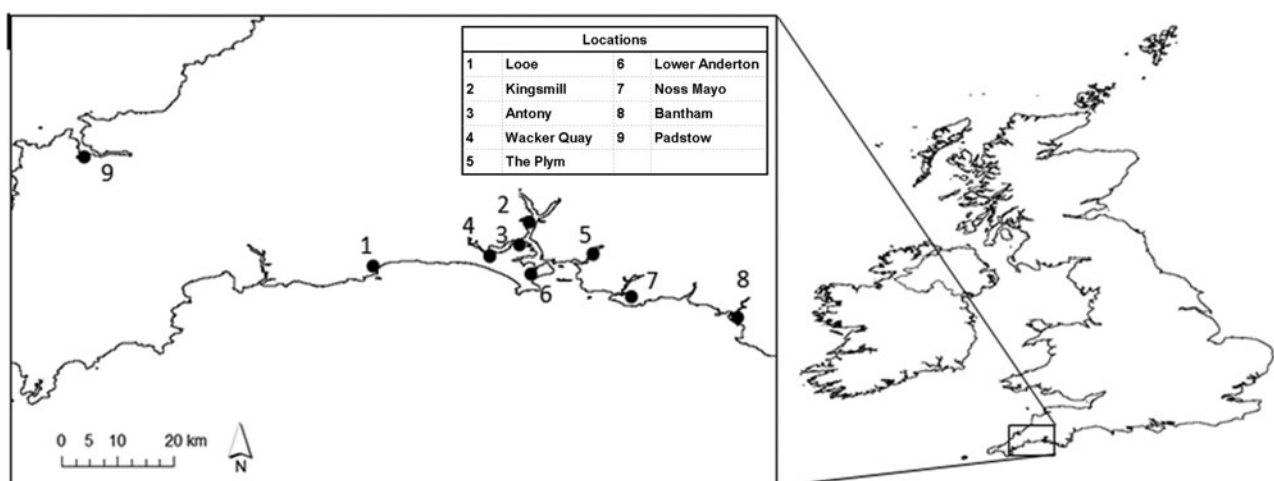 Locations
1 Looe 6 Lower Anderton
2 Kingsmill 7 Noss Mayo
3 Antony 8 Bantham
4 Wacker Quay 9 Padstow
5 The Plym
9
2
4 3 5
1
6 7
8
0 5 10 20 km
N